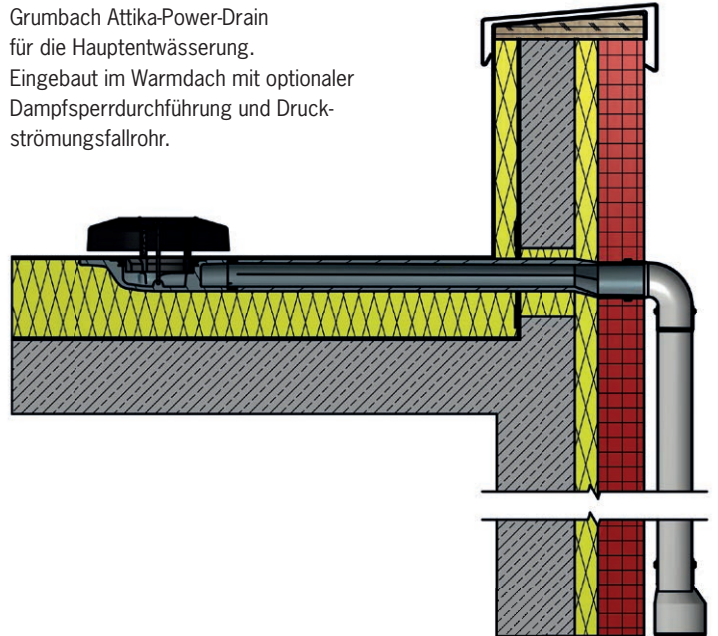 Grumbach Attika-Power-Drain
für die Hauptentwässerung.
Eingebaut im Warmdach mit optionaler
Dampfsperrdurchführung und Druck-
strömungsfallrohr.